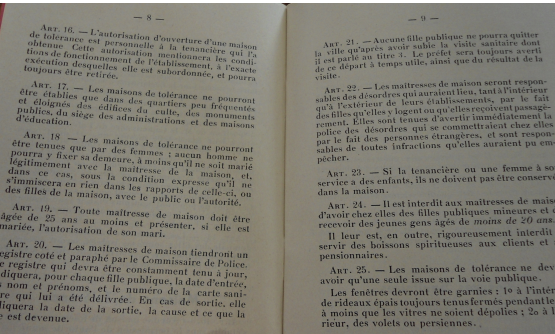 — 8 —
ART. 16. — L'autorisation d'ouverture d'une maison
de tolérance est personnelle à la tenancière qui l'a
obtenue Cette autorisation mentionnera les condi-
tions de fonctionnement de l'établissement, à l'exacte
exécution desquelles elle est subordonnée, et pourra
toujours être retirée.
ART. 17. — Les maisons de tolérance ne pourront
être établies que dans des quartiers peu fréquentés
et éloignés des édifices du culte, des monuments
publics, du siège des administrations et des maisons
d'éducation.
ART. 18 — Les maisons de tolérance ne pourront
être tenues que par des femmes ; aucun homme ne
pourra y fixer sa demeure, à moins qu'il ne soit marié
légitimement avec la maîtresse de la maison, et,
dans ce cas, sous la condition expresse qu'il ne
s'immiscera en rien dans les rapports de celle-ci, ou
des filles de la maison, avec le public ou l'autorité.
ART. 19. — Toute maîtresse de maison doit être
âgée de 25 ans au moins et présenter, si elle est
mariée, l'autorisation de son mari.
ART. 20. — Les maîtresses de maison tiendront un
registre coté et paraphé par le Commissaire de Police.
e registre qui devra être constamment tenu à jour,
diquera, pour chaque fille publique, la date d'entrée,
s nom et prénoms, et le numéro de la carte sani-
re qui lui a été délivrée. En cas de sortie, elle
iquera la date de la sortie, la cause et ce que la
e est devenue.
— 9 —
ART. 21. — Aucune fille publique ne pourra quitter
la ville qu'après avoir subie la visite sanitaire dont
il est parlé au titre 3. Le préfet sera toujours averti
de ce départ à temps utile, ainsi que du résultat de la
visite.
ART. 22. — Les maîtresses de maison seront respon-
sables des désordres qui auraient lieu, tant à l'intérieur
qu'à l'extérieur de leurs établissements, par le fait
des filles qu'elles y logent ou qu'elles reçoivent passagè-
rement. Elles sont tenues d'avertir immédiatement la
police des désordres qui se commettraient chez elles
par le fait des personnes étrangères, et sont respon-
sables de toutes infractions qu'elles auraient pu em-
pêcher.
ART. 23. — Si la tenancière ou une femme à so
service a des enfants, ils ne doivent pas être conservé
dans la maison.
ART. 24. — Il est interdit aux maîtresses de maiso
d'avoir chez elles des filles publiques mineures et d
recevoir des jeunes gens âgés de moins de 20 ans.
Il leur est, en outre, rigoureusement interdit
servir des boissons spiritueuses aux clients et
pensionnaires.
ART. 25. — Les maisons de tolérance ne dev
avoir qu'une seule issue sur la voie publique.
Les fenêtres devront être garnies : 1o à l'inté
de rideaux épais toujours tenus fermés pendant le
à moins que les vitres ne soient dépolies ; 2o à l
rieur, des volets ou persiennes.